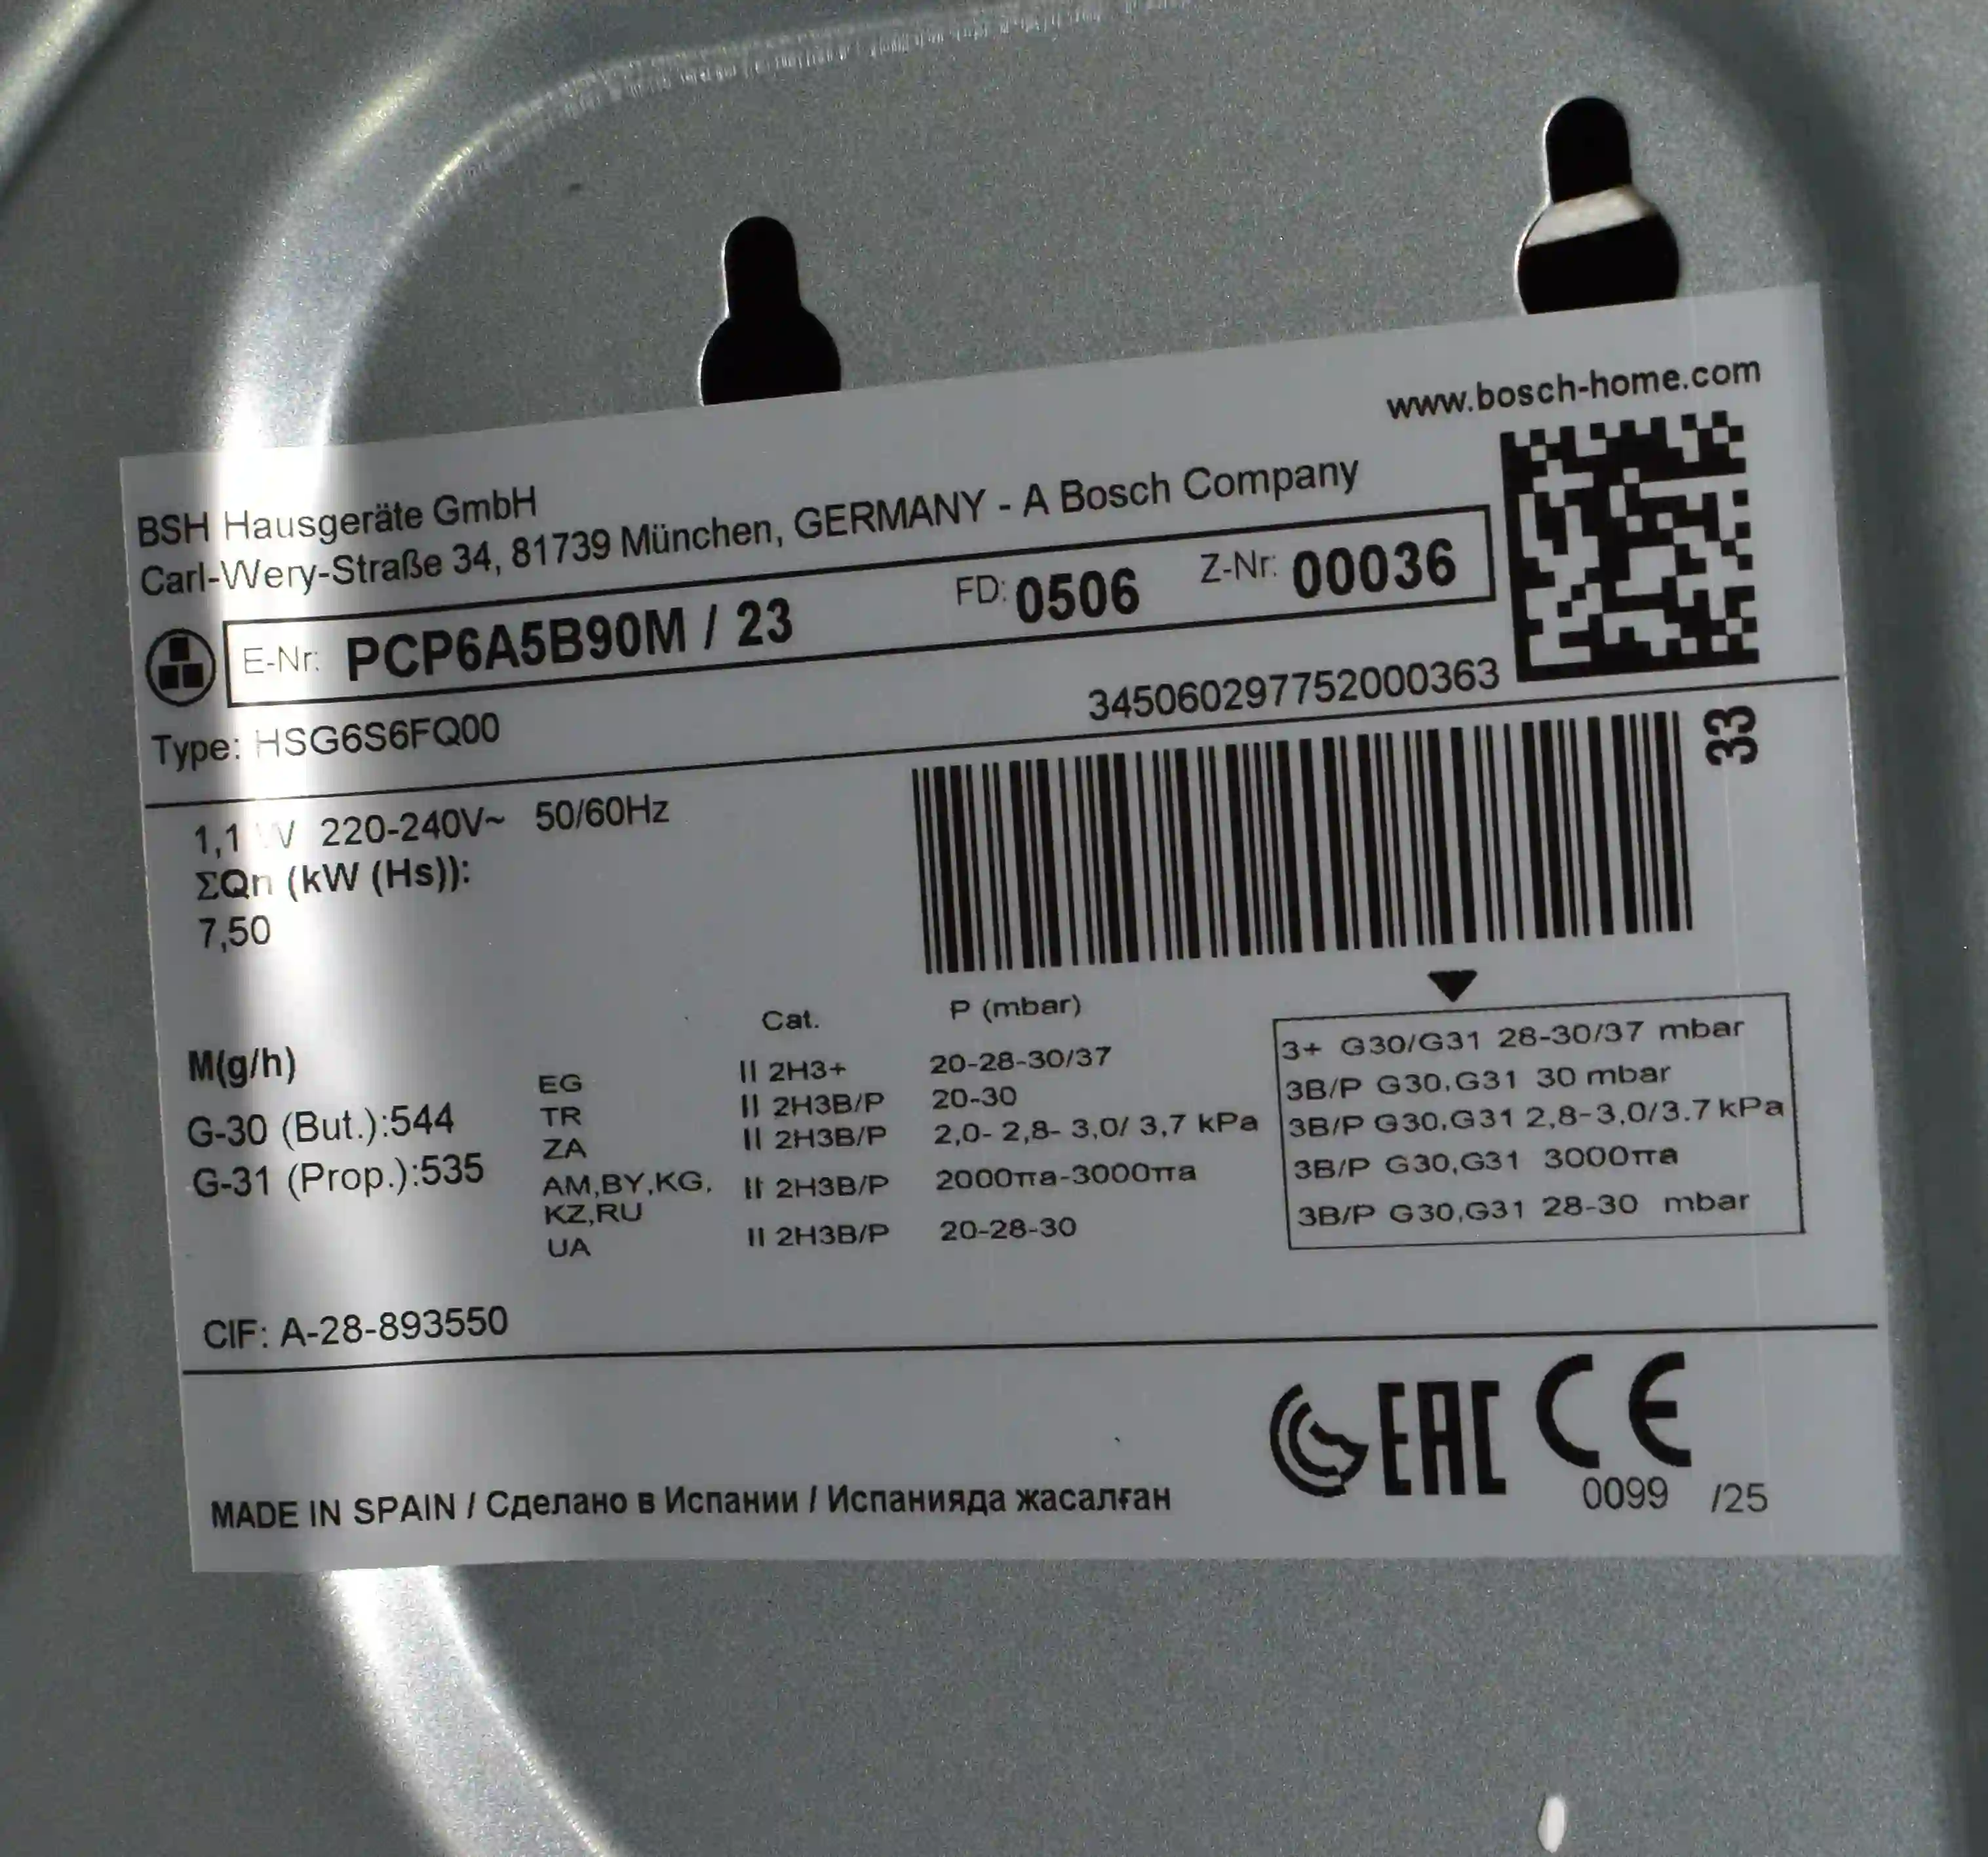 www.bosch-home.com
BSH Hausgeräte GmbH
Carl-Wery-Straße 34, 81739 München, GERMANY - A Bosch Company
E-Nr: PCP6A5B90M / 23 FD: 0506 Z-Nr: 00036
Type: HSG6S6FQ00 345060297752000363
33
1,1 W 220-240V~ 50/60Hz
ΣQn (kW (Hs)):
7,50
Cat. P (mbar)
M(g/h)
G-30 (But.):544
G-31 (Prop.):535
EG II 2H3+ 20-28-30/37 3+ G30/G31 28-30/37 mbar
TR II 2H3B/P 20-30 3B/P G30,G31 30 mbar
ZA II 2H3B/P 2,0- 2,8- 3,0/ 3,7 kPa 3B/P G30,G31 2,8-3,0/3.7 kPa
AM,BY,KG, II 2H3B/P 2000πа-3000πа 3B/P G30,G31 3000πа
KZ,RU
UA II 2H3B/P 20-28-30 3B/P G30,G31 28-30 mbar
CIF: A-28-893550
EAC CE
0099 /25
MADE IN SPAIN / Сделано в Испании / Испанияда жасалған